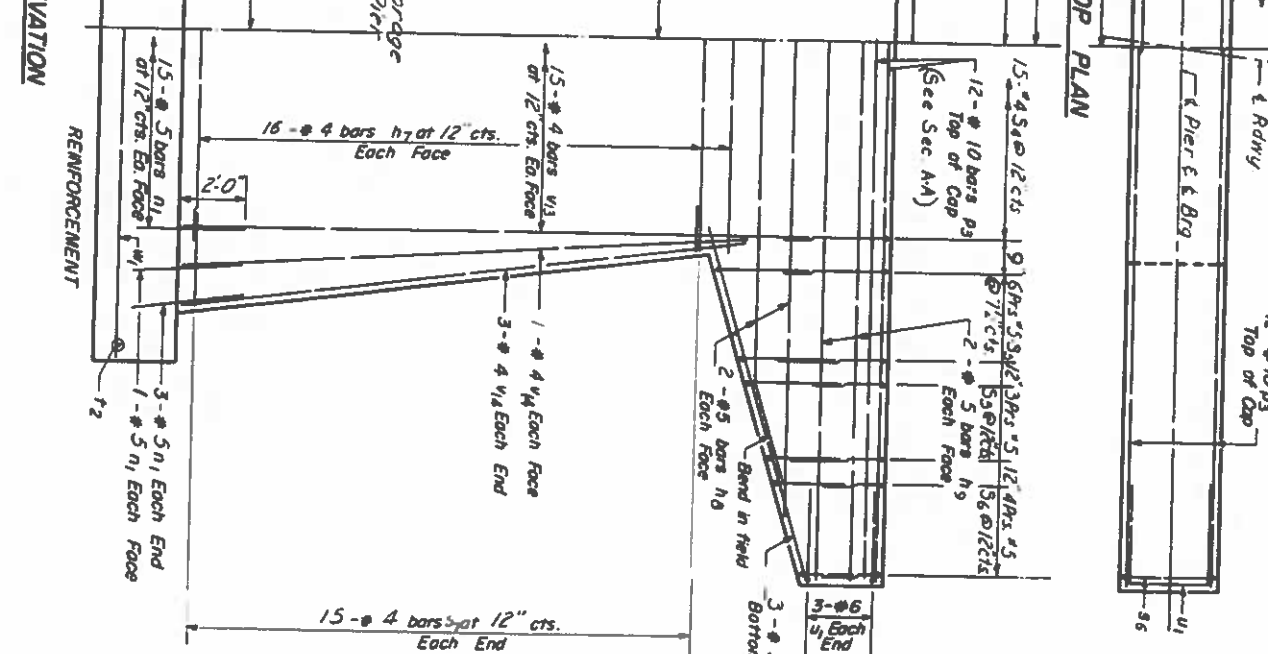 VATION
OP PLAN
℄ Rdwy
℄ Pier & ℄ Brg
Top of Cap
u1
s6
12-#10 bars p3
Top of Cap
(See Sec. A-A)
15-#4 S4 @ 12 cts
9"
2-#5 bars h9
Each Face
2-#5 bars h8
Each Face
Bend in field
3-#6
u1 Each
End
15-#4 bars v13
at 12" cts. Ea. Face
16-#4 bars h7 at 12" cts.
Each Face
15-#5 bars n1
at 12" cts. Ea. Face
2'-0"
1-#4 v14 Each Face
3-#4 v14 Each End
REINFORCEMENT
3-#5 n1 Each End
1-#5 n1 Each Face
t2
15-#4 bars at 12" cts.
Each End